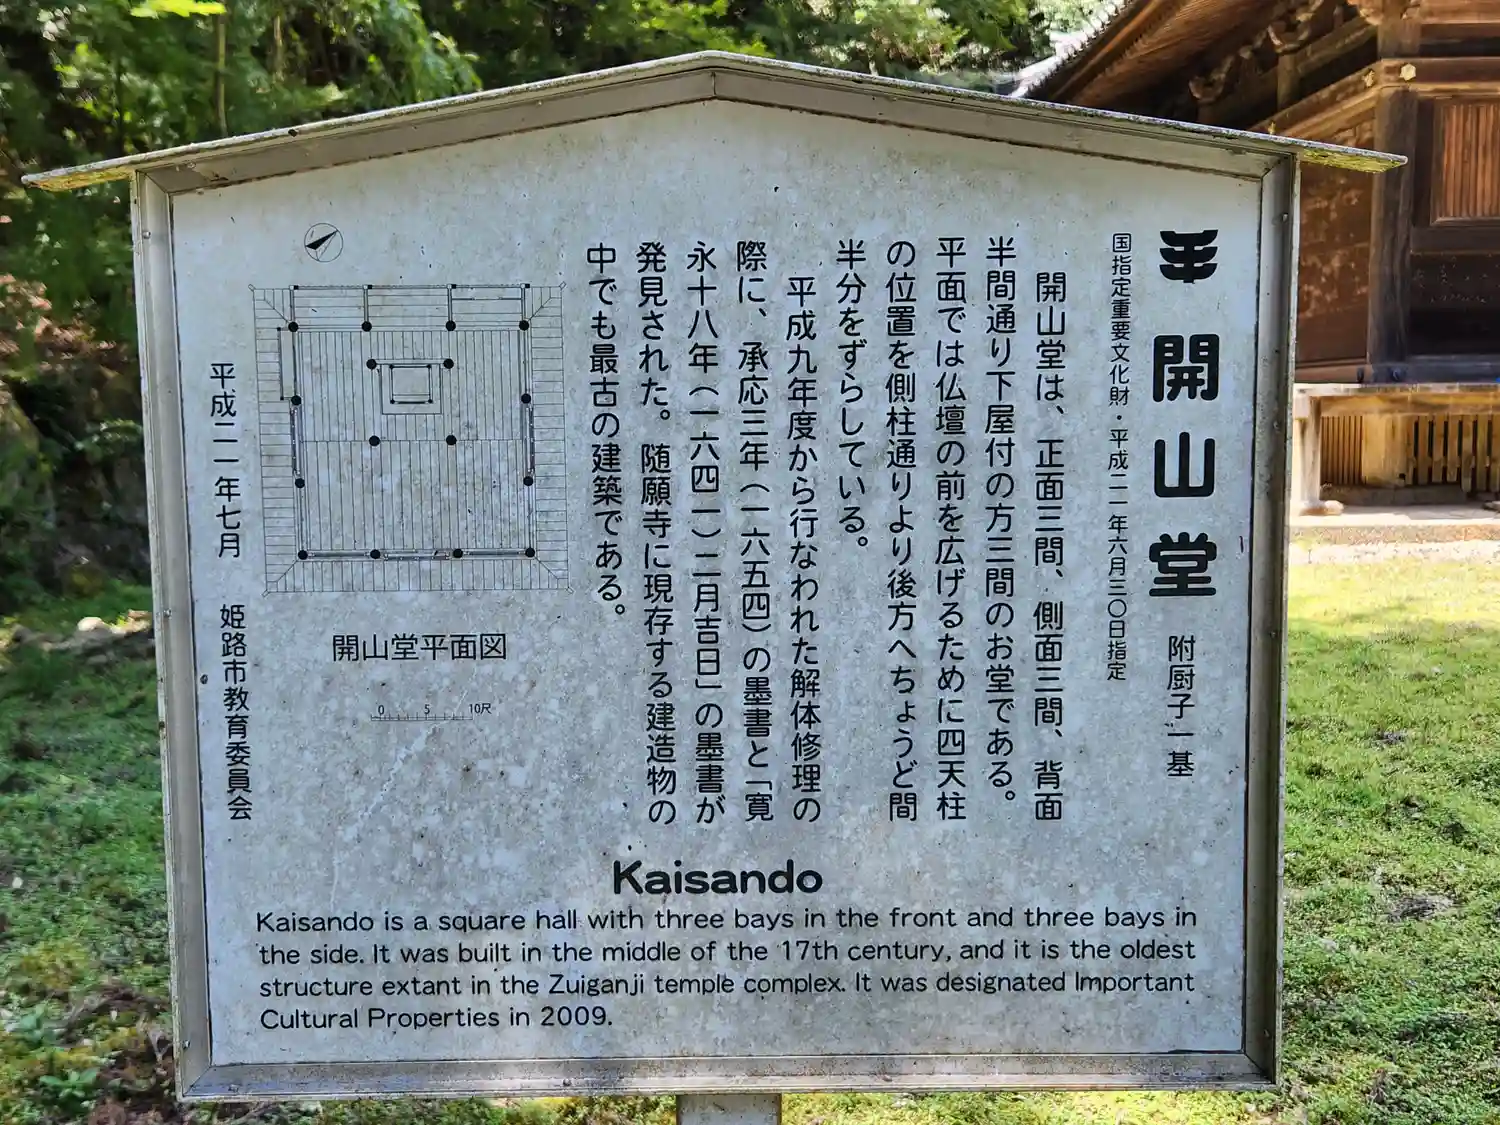 開山堂 附厨子一基
国指定重要文化財・平成二一年六月三〇日指定
開山堂は、正面三間、側面三間、背面
半間通り下屋付の方三間のお堂である。
平面では仏壇の前を広げるために四天柱
の位置を側柱通りより後方へちょうど間
半分をずらしている。
平成九年度から行なわれた解体修理の
際に、承応三年(一六五四)の墨書と「寛
永十八年(一六四一)二月吉日」の墨書が
発見された。随願寺に現存する建造物の
中でも最古の建築である。
開山堂平面図
0 5 10尺
平成二一年七月 姫路市教育委員会
Kaisando
Kaisando is a square hall with three bays in the front and three bays in
the side. It was built in the middle of the 17th century, and it is the oldest
structure extant in the Zuiganji temple complex. It was designated Important
Cultural Properties in 2009.